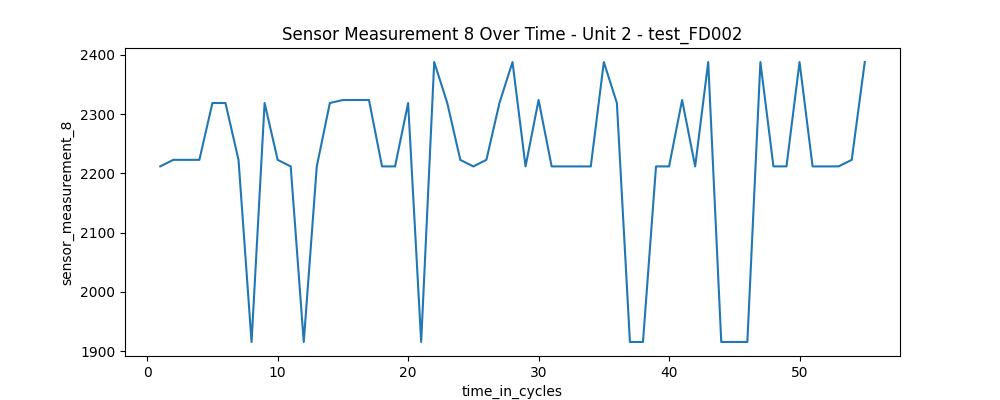 Sensor Measurement 8 Over Time - Unit 2 - test_FD002
sensor_measurement_8
2400
2300
2200
2100
2000
1900
0 10 20 30 40 50
time_in_cycles